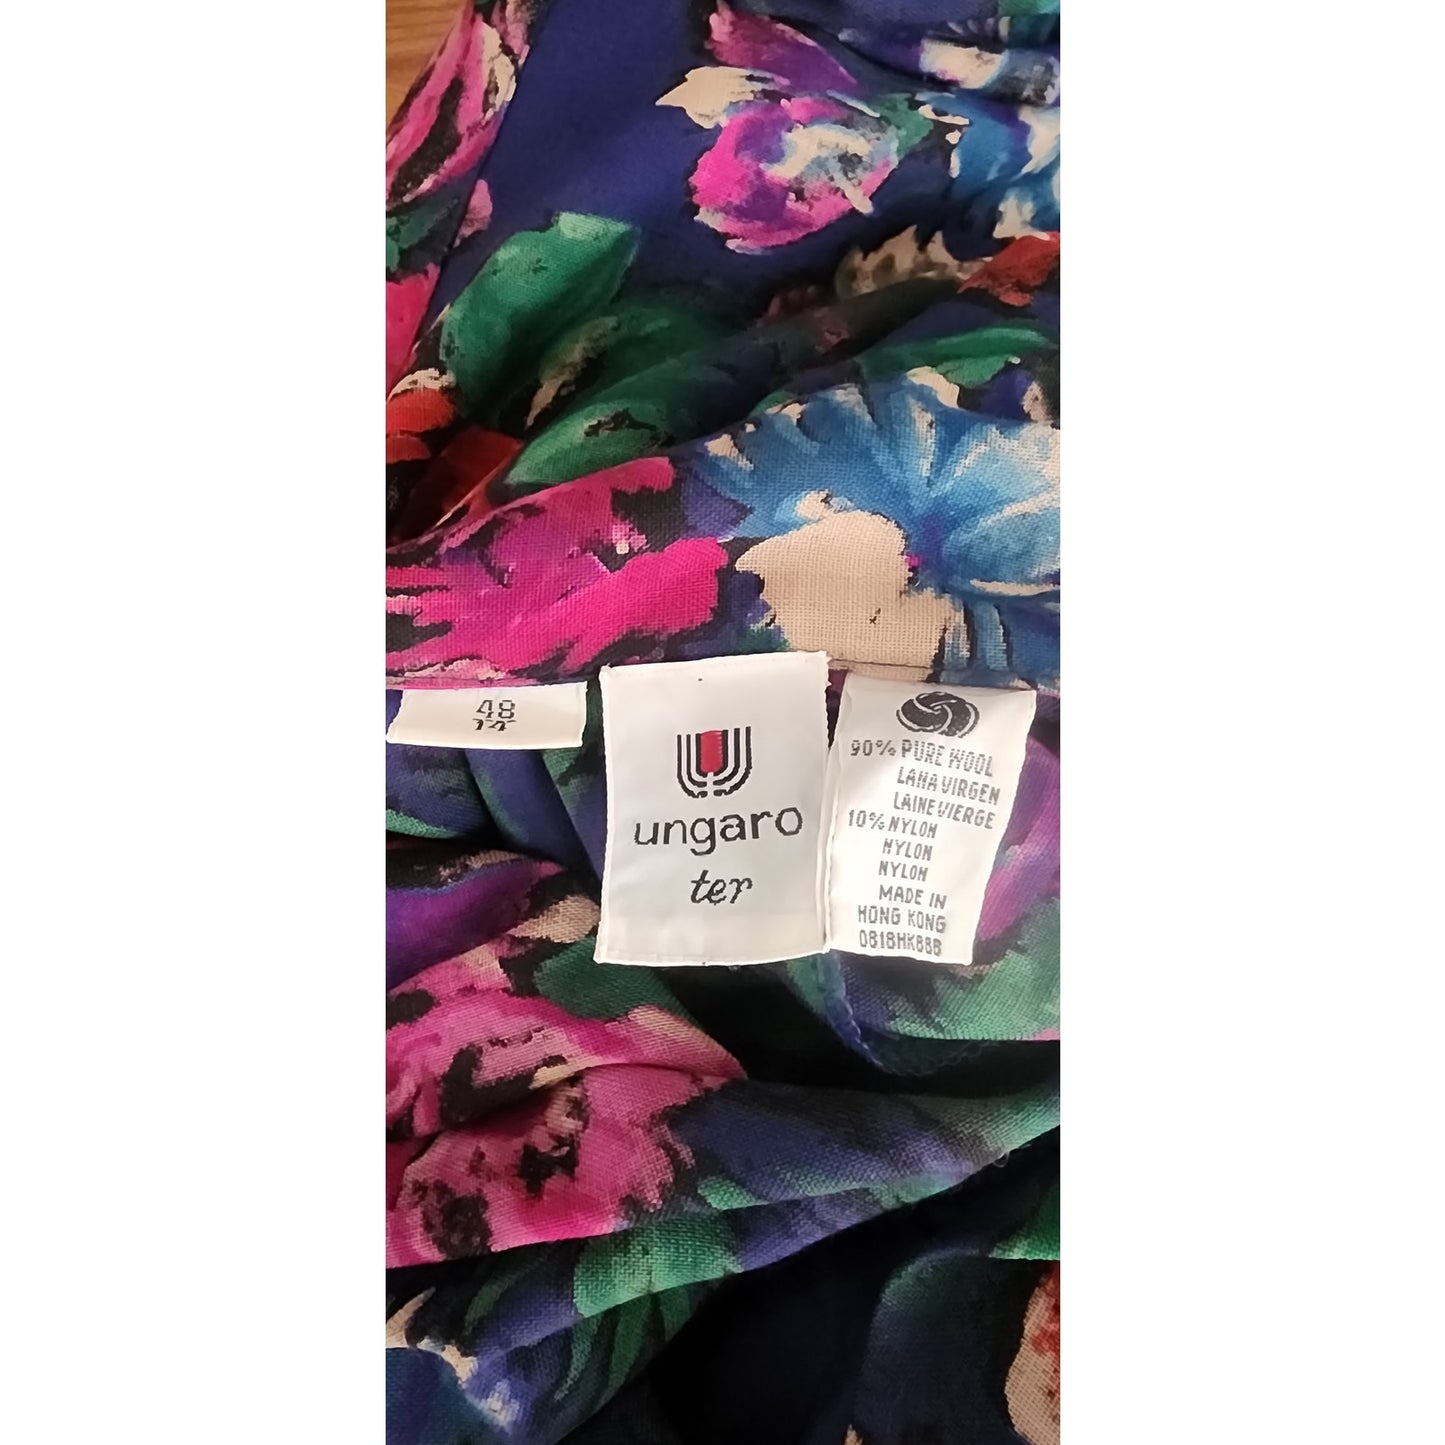 48
14
ungaro
ter
90% PURE WOOL
LANA VIRGEN
LAINE VIERGE
10% NYLON
NYLON
NYLON
MADE IN
HONG KONG
0818HK888